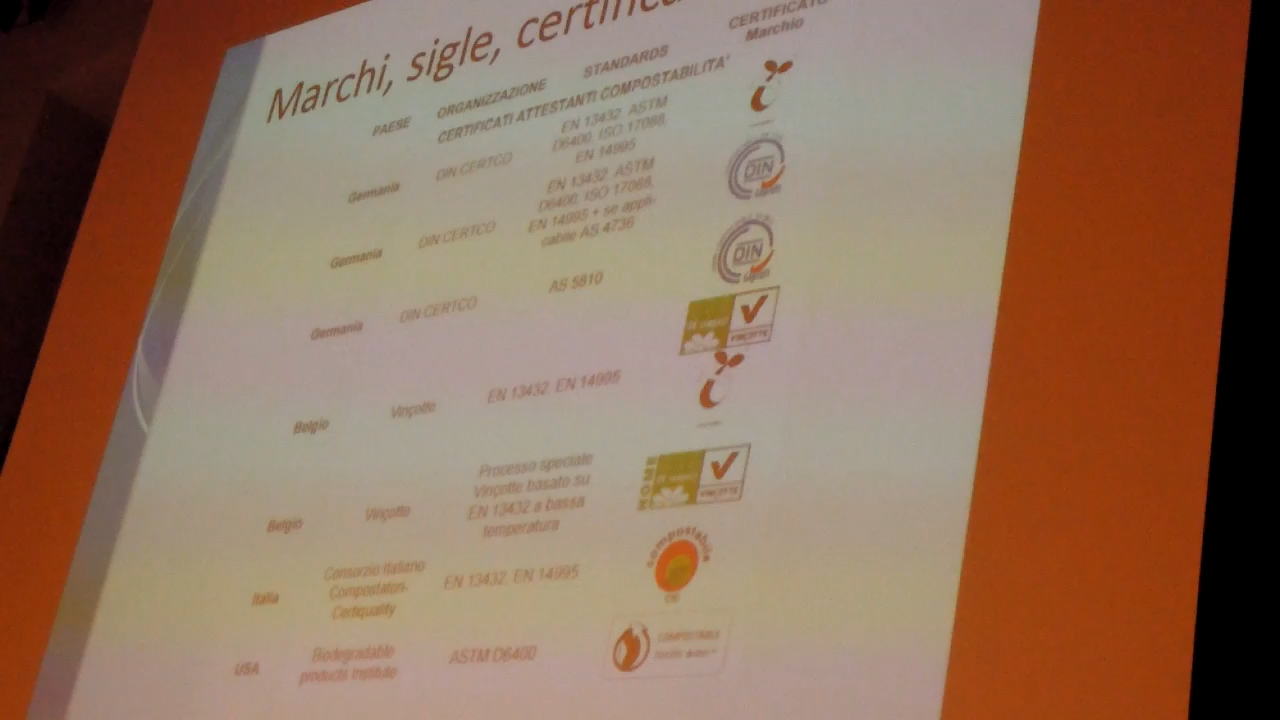 Marchi, sigle,
PAESE ORGANIZZAZIONE STANDARDS CERTIFICATO
Marchio
CERTIFICATI ATTESTANTI COMPOSTABILITA'
Germania DIN CERTCO EN 13432. ASTM
D6400, ISO 17088,
EN 14995
DIN
Germania DIN CERTCO EN 13432. ASTM
D6400, ISO 17088,
EN 14995 + se appli-
cabile AS 4736
DIN
Germania DIN CERTCO AS 5810
VINÇOTTE
Belgio Vinçotte EN 13432. EN 14995
Belgio Vinçotte Processo speciale
Vinçotte basato su
EN 13432 a bassa
temperatura
HOME
VINÇOTTE
Italia Consorzio Italiano
Compostatori-
Certiquality
EN 13432. EN 14995
compostabile
CIC
USA Biodegradable
products institute
ASTM D6400
COMPOSTABLE